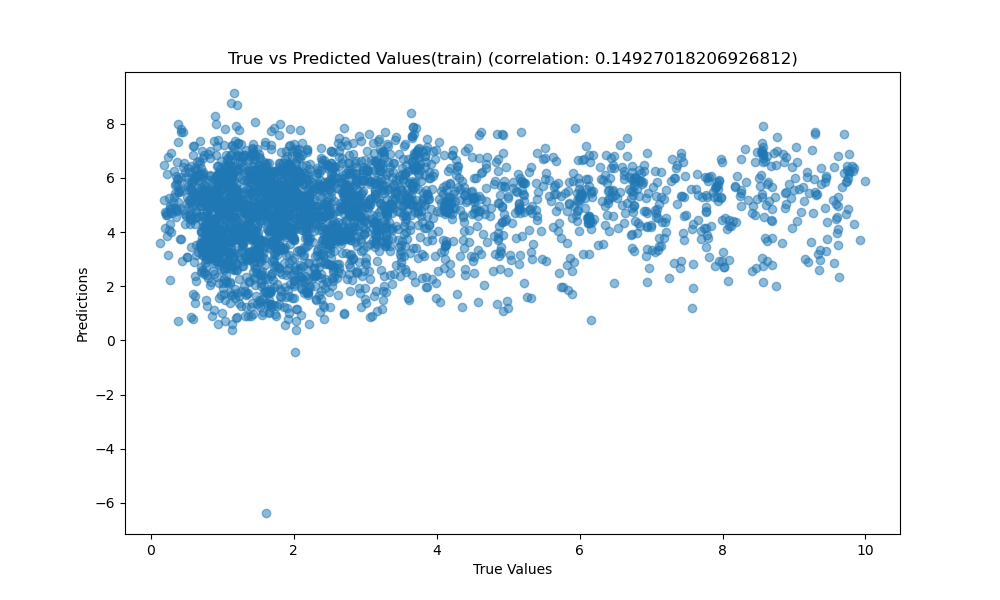 True vs Predicted Values(train) (correlation: 0.14927018206926812)
8
6
4
2
0
−2
−4
−6
Predictions
0 2 4 6 8 10
True Values